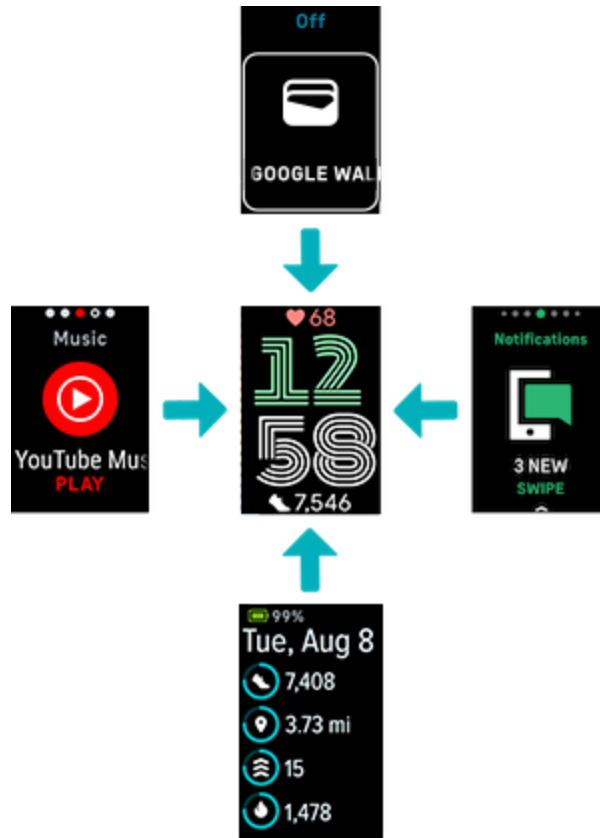 Off
GOOGLE WAL
Music
YouTube Mus
PLAY
68
12
58
7,546
Notifications
3 NEW
SWIPE
99%
Tue, Aug 8
7,408
3.73 mi
15
1,478